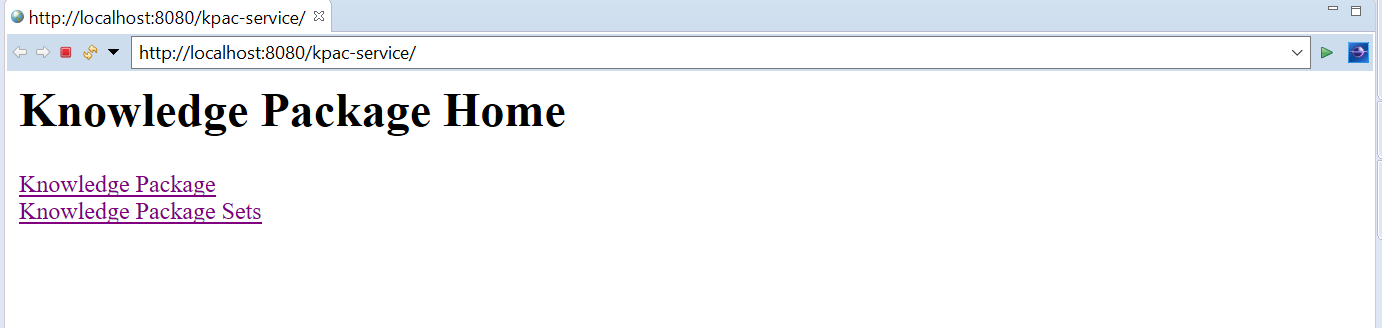 http://localhost:8080/kpac-service/
http://localhost:8080/kpac-service/
Knowledge Package Home
Knowledge Package
Knowledge Package Sets